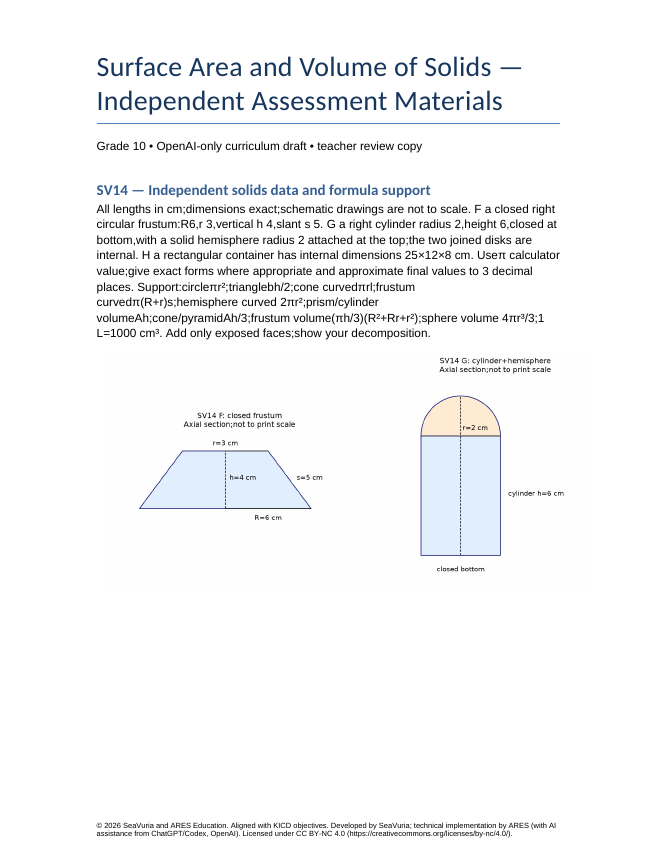 Surface Area and Volume of Solids —
Independent Assessment Materials
Grade 10 • OpenAI-only curriculum draft • teacher review copy
SV14 — Independent solids data and formula support
All lengths in cm;dimensions exact;schematic drawings are not to scale. F a closed right
circular frustum:R6,r 3,vertical h 4,slant s 5. G a right cylinder radius 2,height 6,closed at
bottom,with a solid hemisphere radius 2 attached at the top;the two joined disks are
internal. H a rectangular container has internal dimensions 25×12×8 cm. Useπ calculator
value;give exact forms where appropriate and approximate final values to 3 decimal
places. Support:circleπr²;trianglebh/2;cone curvedπrl;frustum
curvedπ(R+r)s;hemisphere curved 2πr²;prism/cylinder
volumeAh;cone/pyramidAh/3;frustum volume(πh/3)(R²+Rr+r²);sphere volume 4πr³/3;1
L=1000 cm³. Add only exposed faces;show your decomposition.
SV14 F: closed frustum
Axial section;not to print scale
r=3 cm
h=4 cm
s=5 cm
R=6 cm
SV14 G: cylinder+hemisphere
Axial section;not to print scale
r=2 cm
cylinder h=6 cm
closed bottom
© 2026 SeaVuria and ARES Education. Aligned with KICD objectives. Developed by SeaVuria; technical implementation by ARES (with AI
assistance from ChatGPT/Codex, OpenAI). Licensed under CC BY-NC 4.0 (https://creativecommons.org/licenses/by-nc/4.0/).